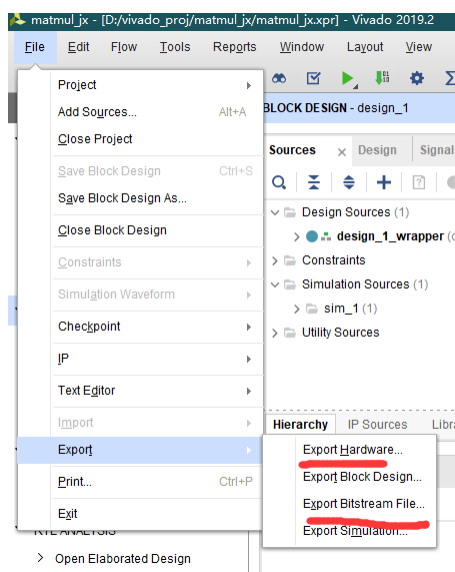 matmul_jx - [D:/vivado_proj/matmul_jx/matmul_jx.xpr] - Vivado 2019.2
File Edit Flow Tools Reports Window Layout View
Project
Add Sources... Alt+A
Close Project
Save Block Design Ctrl+S
Save Block Design As...
Close Block Design
Constraints
Simulation Waveform
Checkpoint
IP
Text Editor
Import
Export
Print... Ctrl+P
Exit
RTL ANALYSIS
Open Elaborated Design
BLOCK DESIGN - design_1
Sources Design Signal
Design Sources (1)
design_1_wrapper
Constraints
Simulation Sources (1)
sim_1 (1)
Utility Sources
Hierarchy IP Sources Libr
Export Hardware...
Export Block Design...
Export Bitstream File...
Export Simulation...